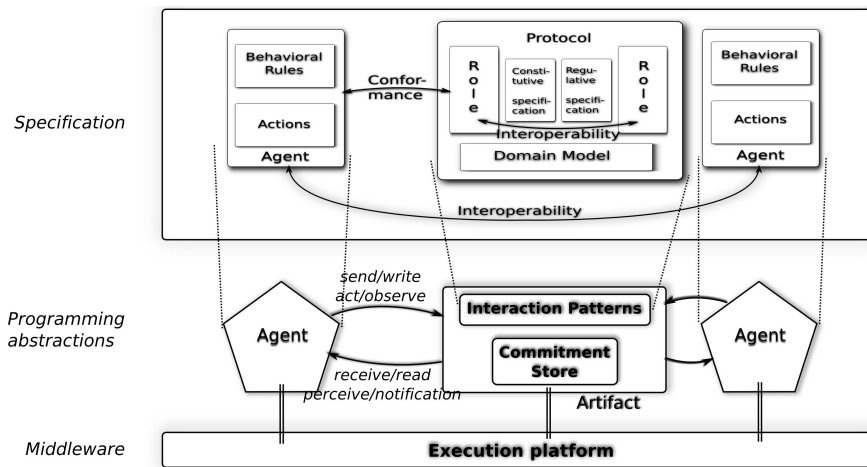 Protocol
Behavioral
Rules
R
o
l
e
Consti-
tutive
specifi-
cation
Regu-
lative
specifi-
cation
R
o
l
e
Behavioral
Rules
Confor-
mance
Specification
Actions
Interoperability
Actions
Agent
Domain Model
Agent
Interoperability
send/write
act/observe
Interaction Patterns
Programming
abstractions
Agent
Agent
Commitment
Store
receive/read
perceive/notification
Artifact
Middleware
Execution platform